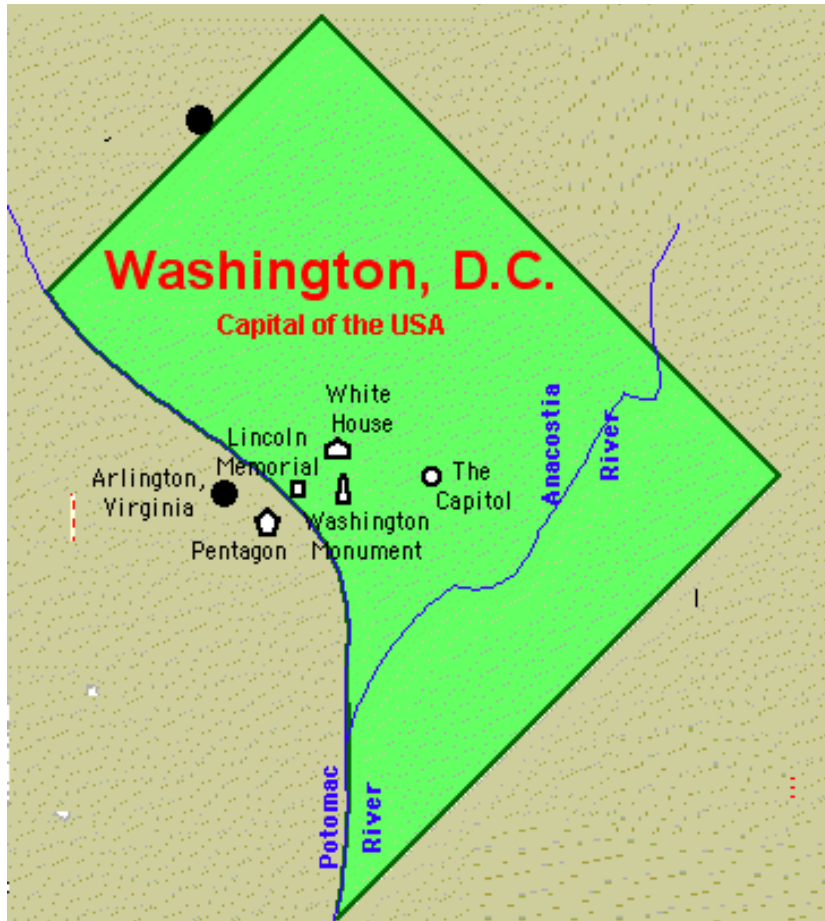 Washington, D.C.
Capital of the USA
White
House
Lincoln
Memorial
Arlington,
Virginia
Pentagon
Washington
Monument
The
Capitol
Anacostia
River
Potomac
River